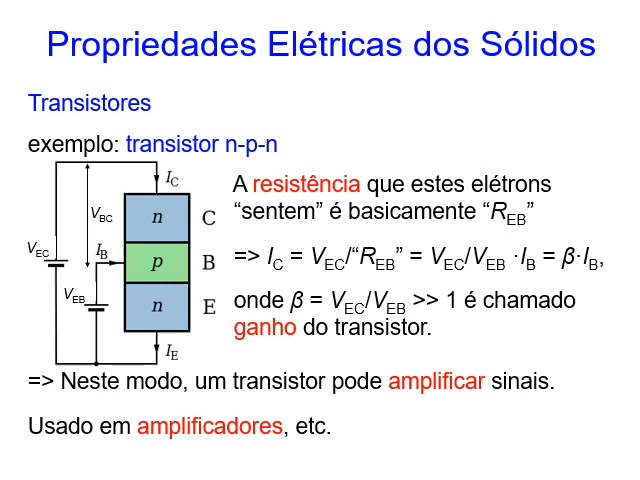 Propriedades Elétricas dos Sólidos
Transistores
exemplo: transistor n-p-n
I_C
V_BC
V_EC
I_B
V_EB
n
p
n
C
B
E
I_E
A resistência que estes elétrons
“sentem” é basicamente “R_EB”
=> I_C = V_EC/“R_EB” = V_EC/V_EB ·I_B = β·I_B,
onde β = V_EC/V_EB >> 1 é chamado
ganho do transistor.
=> Neste modo, um transistor pode amplificar sinais.
Usado em amplificadores, etc.